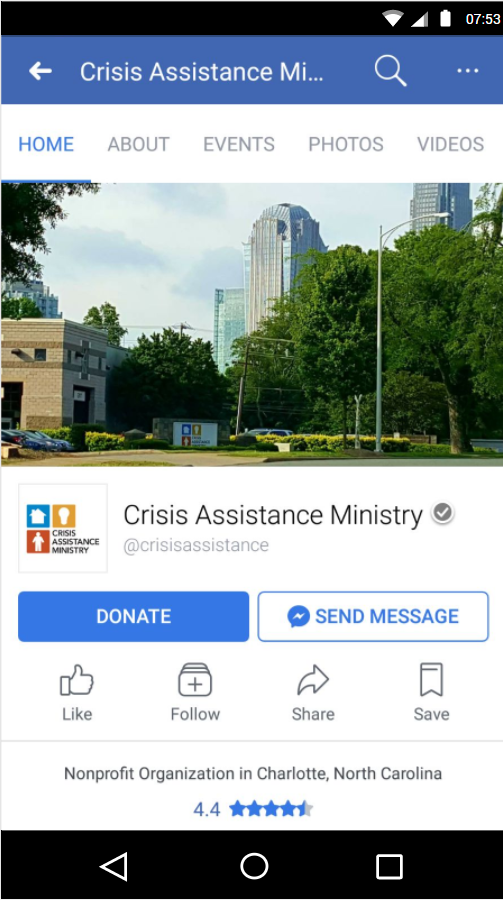 07:53
Crisis Assistance Mi...
HOME ABOUT EVENTS PHOTOS VIDEOS
CRISIS
ASSISTANCE
MINISTRY
Crisis Assistance Ministry
@crisisassistance
DONATE SEND MESSAGE
Like Follow Share Save
Nonprofit Organization in Charlotte, North Carolina
4.4